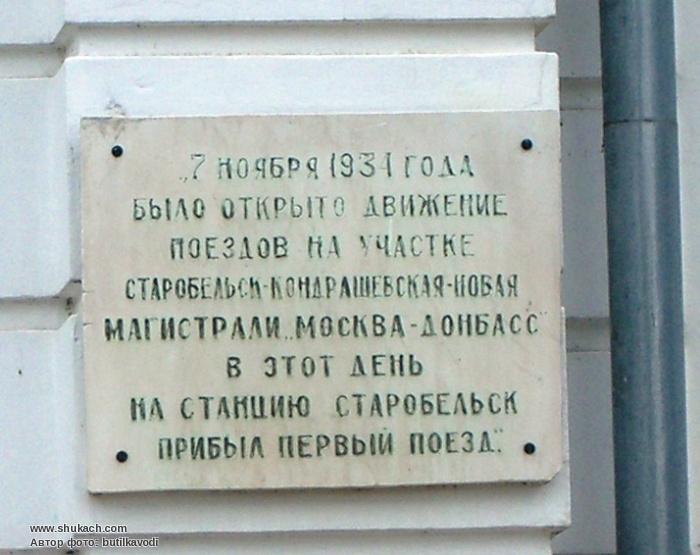 „7 НОЯБРЯ 1934 ГОДА
БЫЛО ОТКРЫТО ДВИЖЕНИЕ
ПОЕЗДОВ НА УЧАСТКЕ
СТАРОБЕЛЬСК-КОНДРАШЕВСКАЯ-НОВАЯ
МАГИСТРАЛИ „МОСКВА-ДОНБАСС"
В ЭТОТ ДЕНЬ
НА СТАНЦИЮ СТАРОБЕЛЬСК
ПРИБЫЛ ПЕРВЫЙ ПОЕЗД."
www.shukach.com
Автор фото: butilkavodi